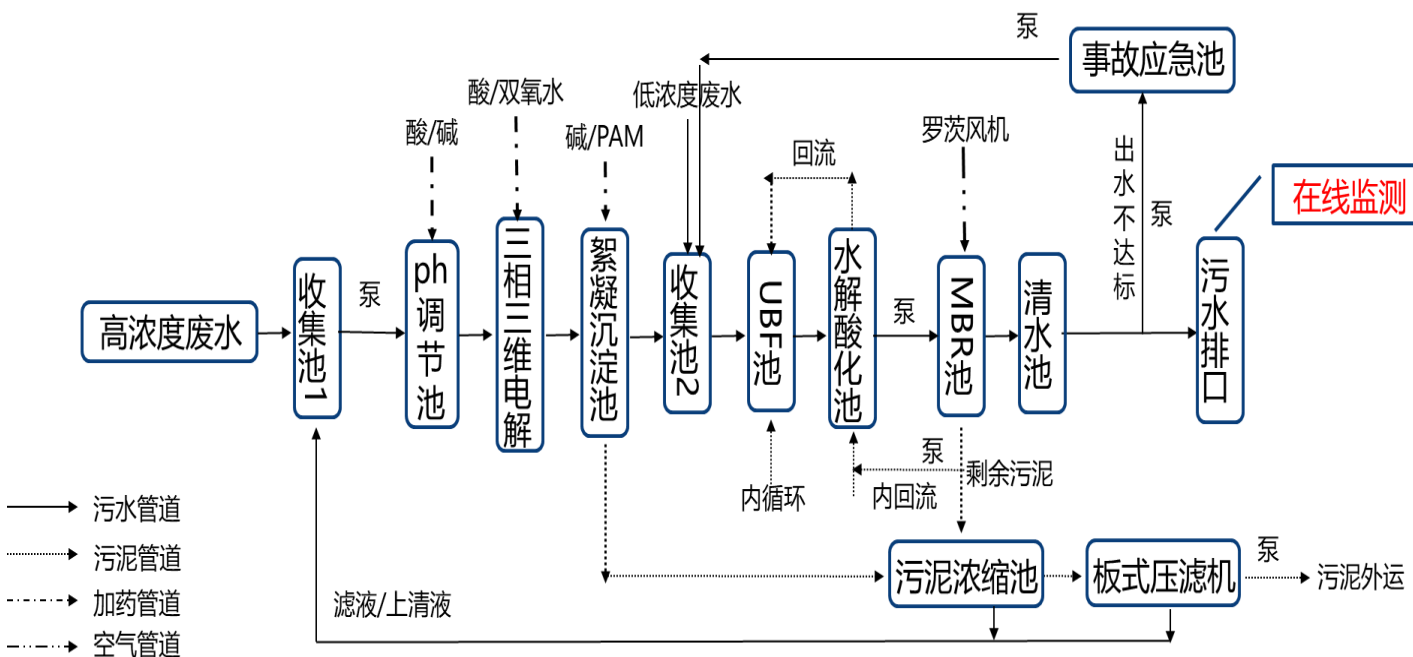 泵
事故应急池
酸/双氧水
低浓度废水
酸/碱
碱/PAM
罗茨风机
回流
出水不达标
泵
在线监测
高浓度废水
收集池1
泵
ph调节池
三相三维电解
絮凝沉淀池
收集池2
UBF池
水解酸化池
泵
MBR池
清水池
污水排口
内循环
内回流
泵
剩余污泥
污水管道
污泥管道
加药管道
空气管道
滤液/上清液
污泥浓缩池
板式压滤机
泵
污泥外运